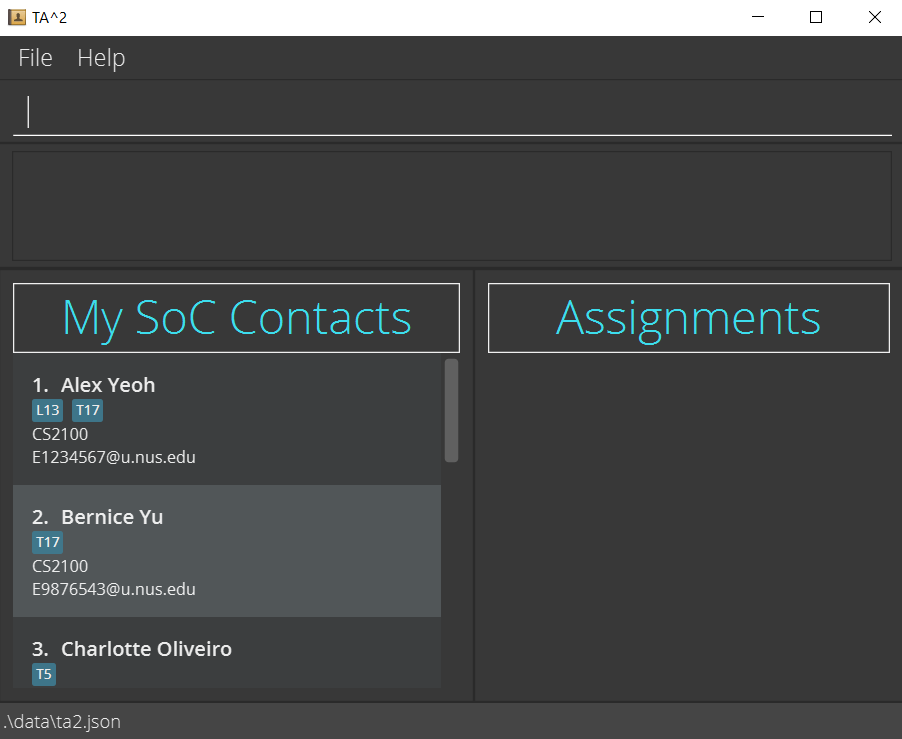 TA^2
File Help
My SoC Contacts
Assignments
1. Alex Yeoh
L13 T17
CS2100
E1234567@u.nus.edu
2. Bernice Yu
T17
CS2100
E9876543@u.nus.edu
3. Charlotte Oliveiro
T5
.\data\ta2.json